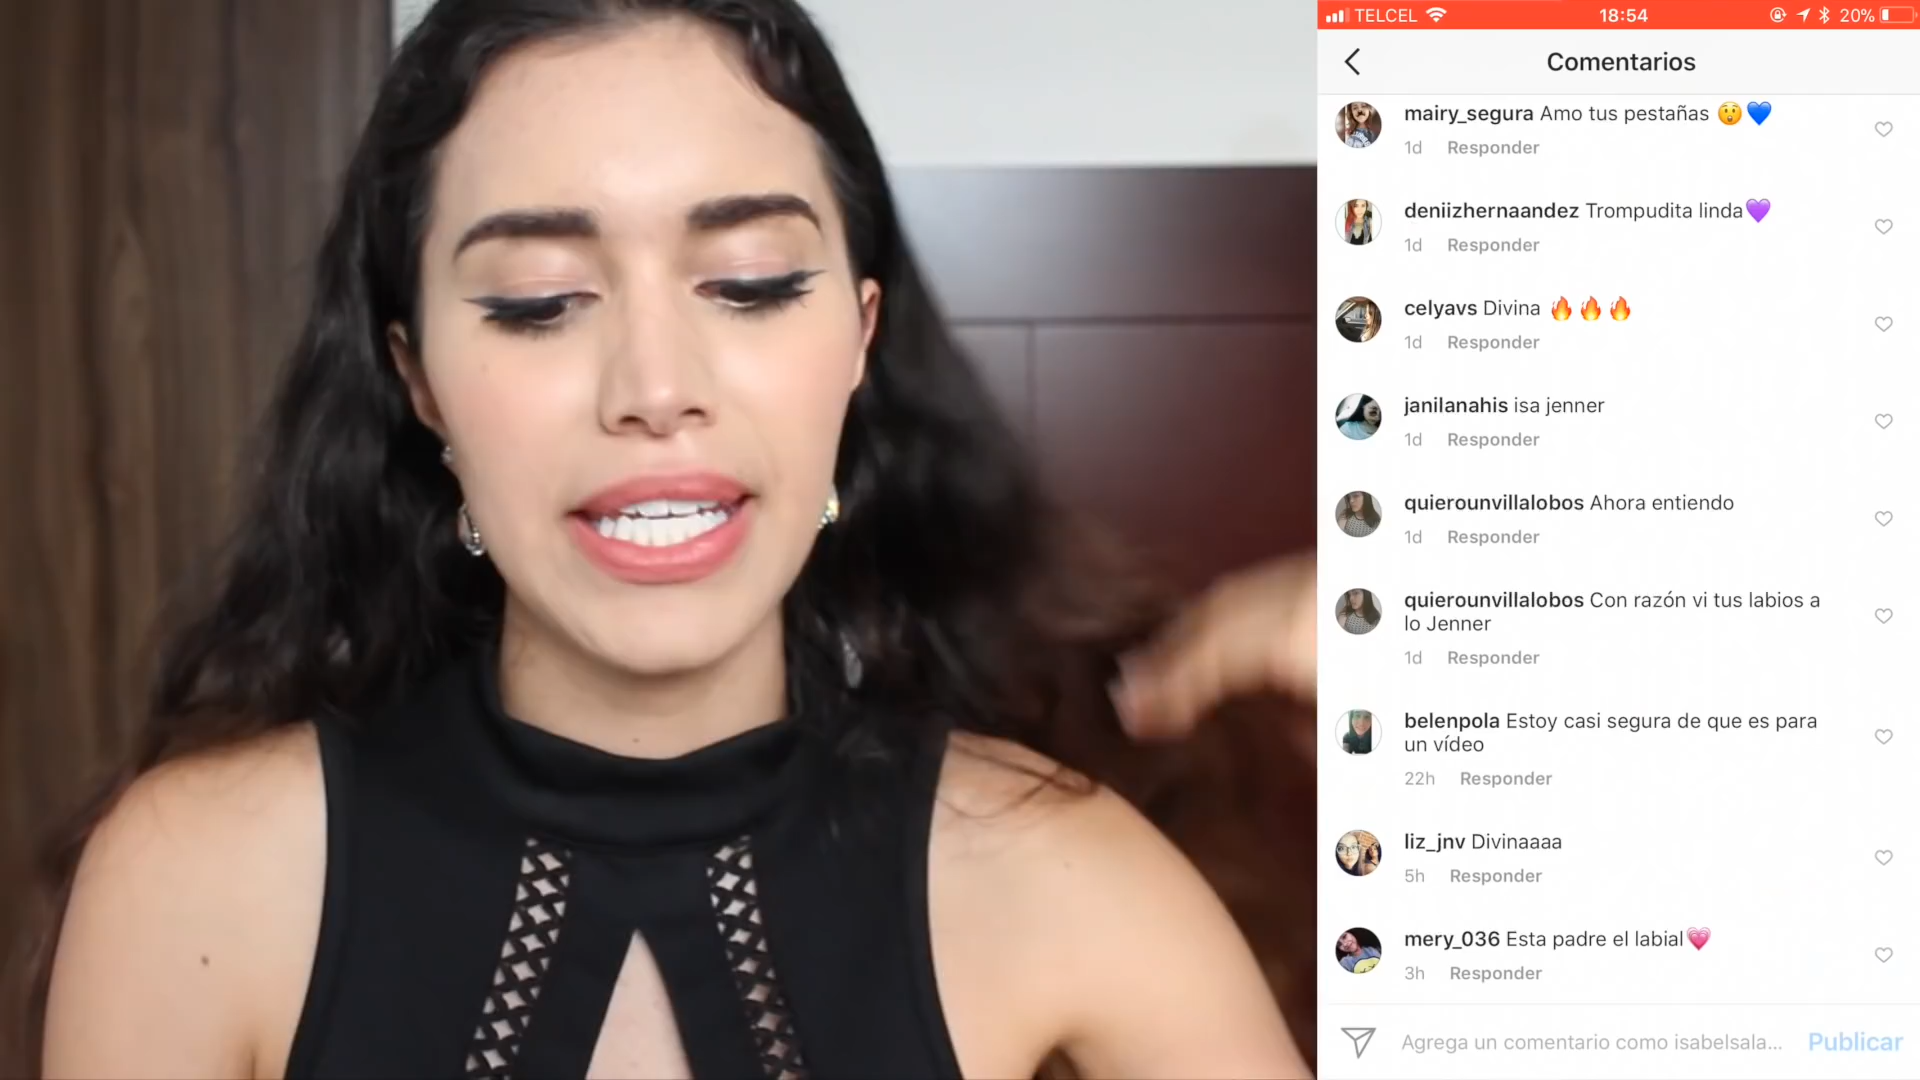 TELCEL 18:54 20%
Comentarios
mairy_segura Amo tus pestañas 😲💙
1d Responder
deniizhernaandez Trompudita linda💜
1d Responder
celyavs Divina 🔥🔥🔥
1d Responder
janilanahis isa jenner
1d Responder
quierounvillalobos Ahora entiendo
1d Responder
quierounvillalobos Con razón vi tus labios a
lo Jenner
1d Responder
belenpola Estoy casi segura de que es para
un vídeo
22h Responder
liz_jnv Divinaaaa
5h Responder
mery_036 Esta padre el labial💗
3h Responder
Agrega un comentario como isabelsala... Publicar